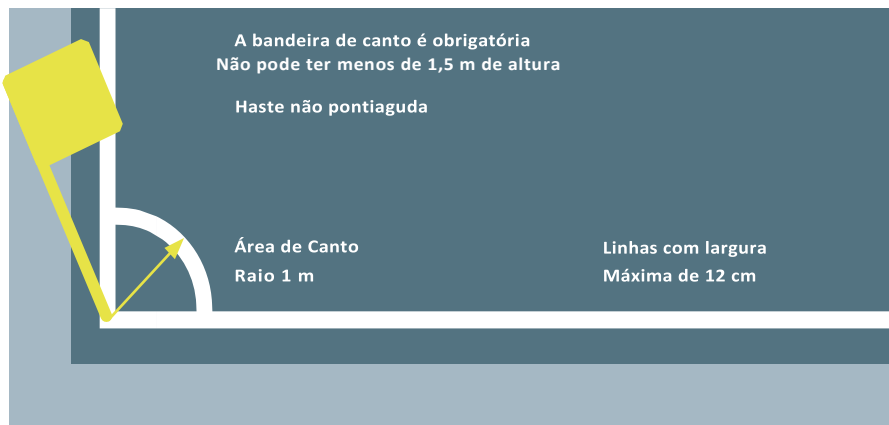 A bandeira de canto é obrigatória
Não pode ter menos de 1,5 m de altura
Haste não pontiaguda
Área de Canto
Raio 1 m
Linhas com largura
Máxima de 12 cm